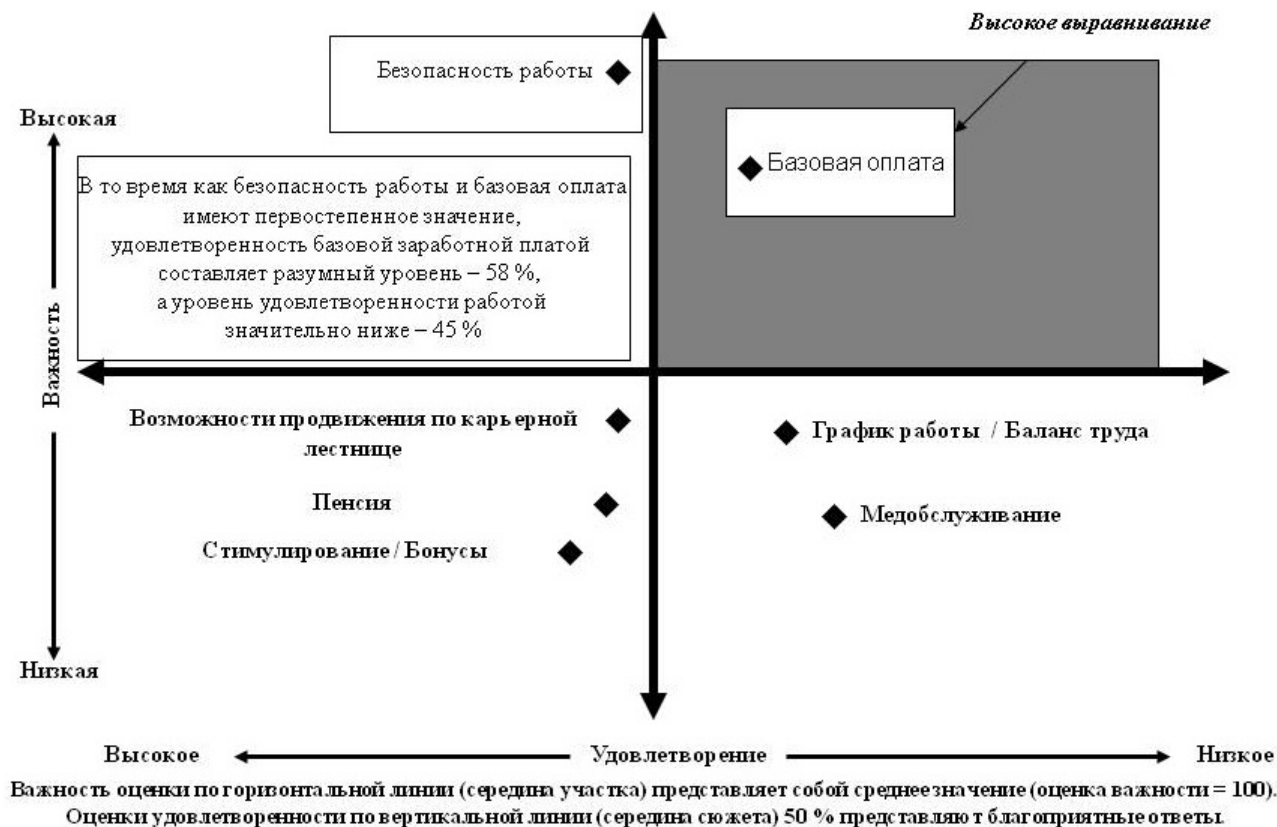 Высокое выравнивание
Безопасность работы
Высокая
Базовая оплата
В то время как безопасность работы и базовая оплата
имеют первостепенное значение,
удовлетворенность базовой заработной платой
составляет разумный уровень – 58 %,
а уровень удовлетворенности работой
значительно ниже – 45 %
Важность
Возможности продвижения по карьерной
лестнице
График работы / Баланс труда
Пенсия
Медобслуживание
Стимулирование / Бонусы
Низкая
Высокое
Удовлетворение
Низкое
Важность оценки по горизонтальной линии (середина участка) представляет собой среднее значение (оценка важности = 100).
Оценки удовлетворенности по вертикальной линии (середина сюжета) 50 % представляют благоприятные ответы.